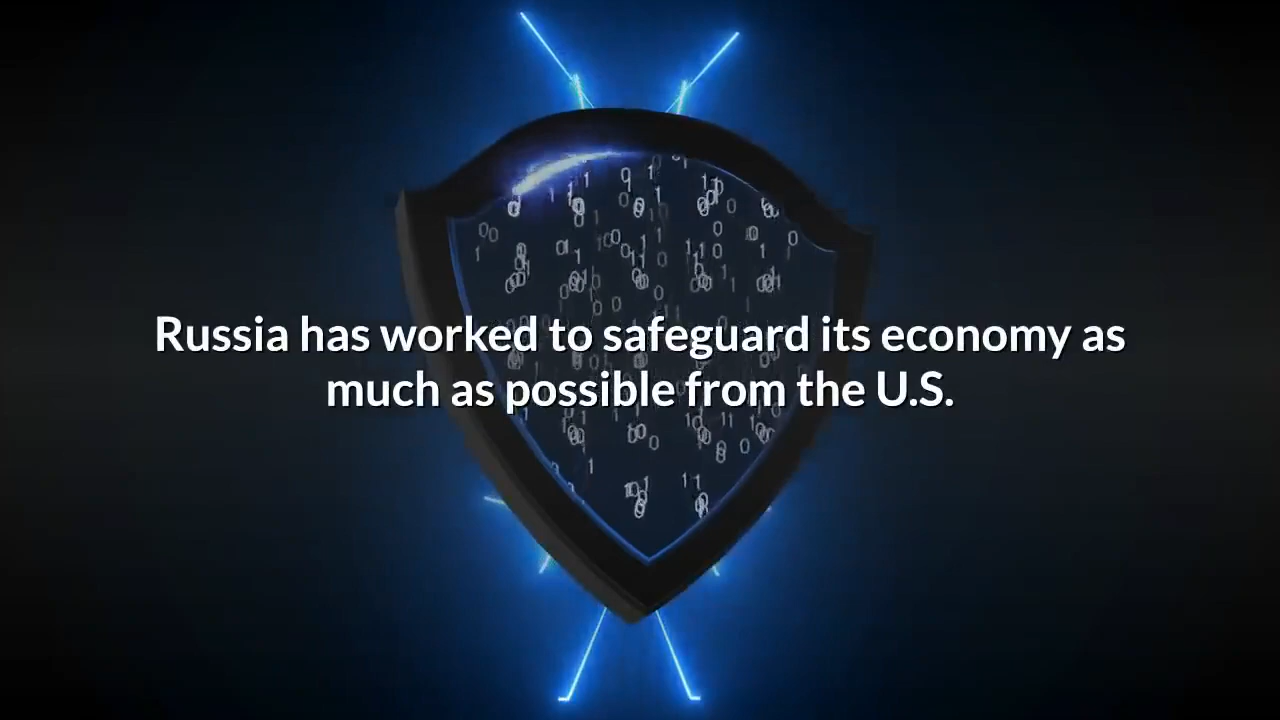 Russia has worked to safeguard its economy as
much as possible from the U.S.